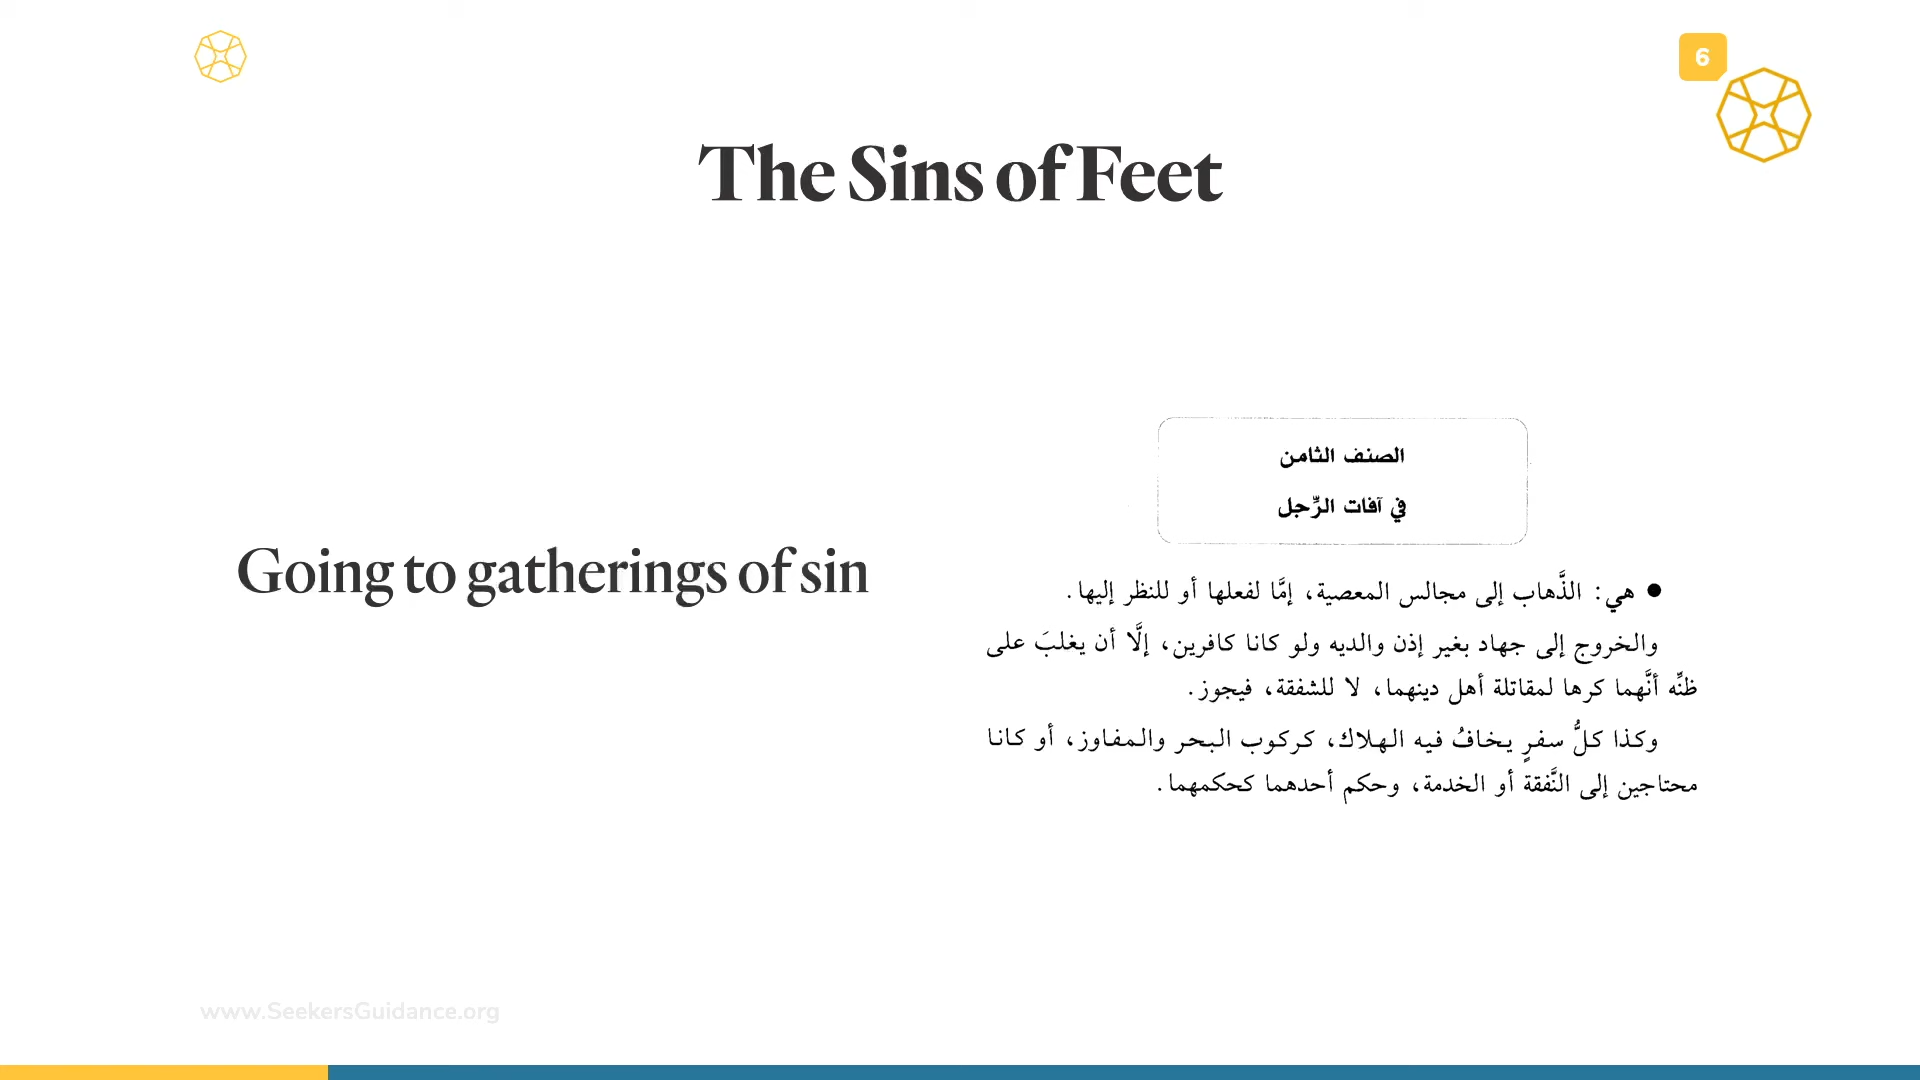 6
The Sins of Feet
Going to gatherings of sin
الصنف الثامن
في آفات الرِّجل
● هي: الذَّهاب إلى مجالس المعصية، إمَّا لفعلها أو للنظر إليها.
والخروج إلى جهاد بغير إذن والديه ولو كانا كافرين، إلَّا أن يغلبَ على
ظنِّه أنَّهما كرها لمقاتلة أهل دينهما، لا للشفقة، فيجوز.
وكذا كلُّ سفرٍ يخافُ فيه الهلاك، كركوب البحر والمفاوز، أو كانا
محتاجين إلى النَّفقة أو الخدمة، وحكم أحدهما كحكمهما.
www.SeekersGuidance.org